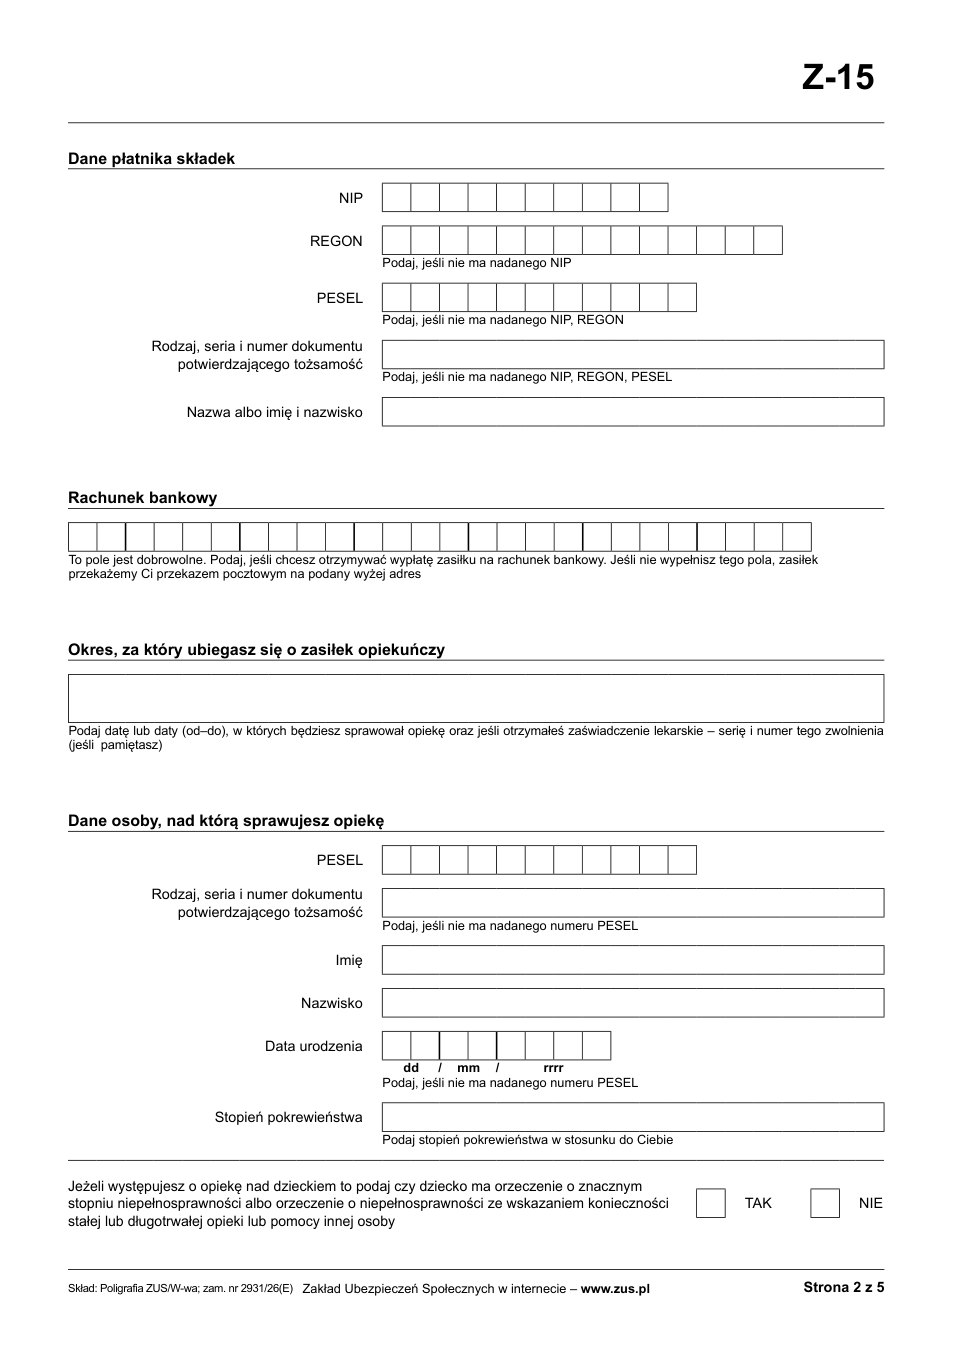 Z-15
Dane płatnika składek
NIP
REGON
Podaj, jeśli nie ma nadanego NIP
PESEL
Podaj, jeśli nie ma nadanego NIP, REGON
Rodzaj, seria i numer dokumentu
potwierdzającego tożsamość
Podaj, jeśli nie ma nadanego NIP, REGON, PESEL
Nazwa albo imię i nazwisko
Rachunek bankowy
To pole jest dobrowolne. Podaj, jeśli chcesz otrzymywać wypłatę zasiłku na rachunek bankowy. Jeśli nie wypełnisz tego pola, zasiłek
przekażemy Ci przekazem pocztowym na podany wyżej adres
Okres, za który ubiegasz się o zasiłek opiekuńczy
Podaj datę lub daty (od–do), w których będziesz sprawował opiekę oraz jeśli otrzymałeś zaświadczenie lekarskie – serię i numer tego zwolnienia
(jeśli pamiętasz)
Dane osoby, nad którą sprawujesz opiekę
PESEL
Rodzaj, seria i numer dokumentu
potwierdzającego tożsamość
Podaj, jeśli nie ma nadanego numeru PESEL
Imię
Nazwisko
Data urodzenia
dd / mm / rrrr
Podaj, jeśli nie ma nadanego numeru PESEL
Stopień pokrewieństwa
Podaj stopień pokrewieństwa w stosunku do Ciebie
Jeżeli występujesz o opiekę nad dzieckiem to podaj czy dziecko ma orzeczenie o znacznym
stopniu niepełnosprawności albo orzeczenie o niepełnosprawności ze wskazaniem konieczności
stałej lub długotrwałej opieki lub pomocy innej osoby
TAK NIE
Skład: Poligrafia ZUS/W-wa; zam. nr 2931/26(E) Zakład Ubezpieczeń Społecznych w internecie – www.zus.pl Strona 2 z 5